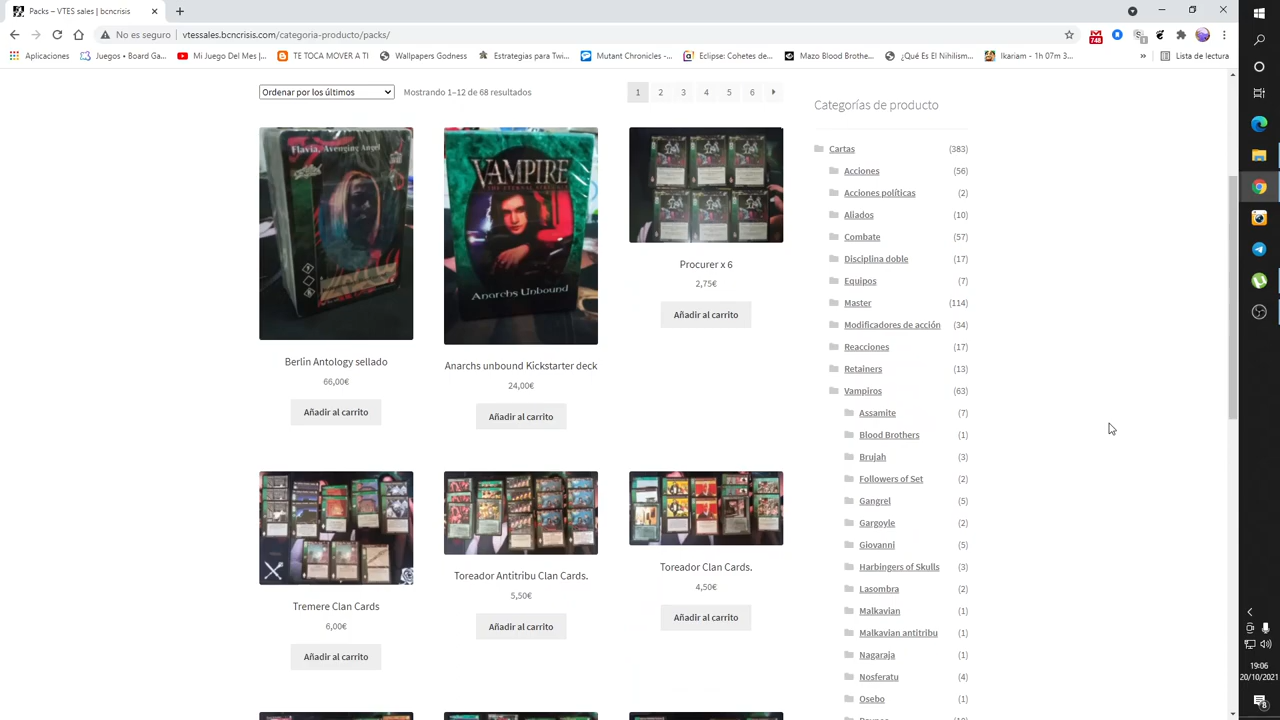 Packs – VTES sales | bcncrisis.com
No es seguro | vtessales.bcncrisis.com/categoria-producto/packs/
748
1
Aplicaciones
Juegos • Board Ga...
Mi Juego Del Mes |...
TE TOCA MOVER A TI
Wallpapers Godness
Estrategias para Twi...
Mutant Chronicles -...
Eclipse: Cohetes de...
Mazo Blood Brothe...
¿Qué Es El Nihilism...
Ikariam - 1h 07m 3...
»
Lista de lectura
Ordenar por los últimos
Mostrando 1–12 de 68 resultados
1 2 3 4 5 6
Categorías de producto
Cartas (383)
Acciones (56)
Acciones políticas (2)
Aliados (10)
Combate (57)
Disciplina doble (17)
Equipos (7)
Master (114)
Modificadores de acción (34)
Reacciones (17)
Retainers (13)
Vampiros (63)
Assamite (7)
Blood Brothers (1)
Brujah (3)
Followers of Set (2)
Gangrel (5)
Gargoyle (2)
Giovanni (5)
Harbingers of Skulls (3)
Lasombra (2)
Malkavian (1)
Malkavian antitribu (1)
Nagaraja (1)
Nosferatu (4)
Osebo (1)
Flavia, Avenging Angel
Berlin Antology sellado
66,00€
Añadir al carrito
VAMPIRE
THE ETERNAL STRUGGLE
Anarchs Unbound
Anarchs unbound Kickstarter deck
24,00€
Añadir al carrito
Procurer x 6
2,75€
Añadir al carrito
Tremere Clan Cards
6,00€
Añadir al carrito
Toreador Antitribu Clan Cards.
5,50€
Añadir al carrito
Toreador Clan Cards.
4,50€
Añadir al carrito
19:06
20/10/2021